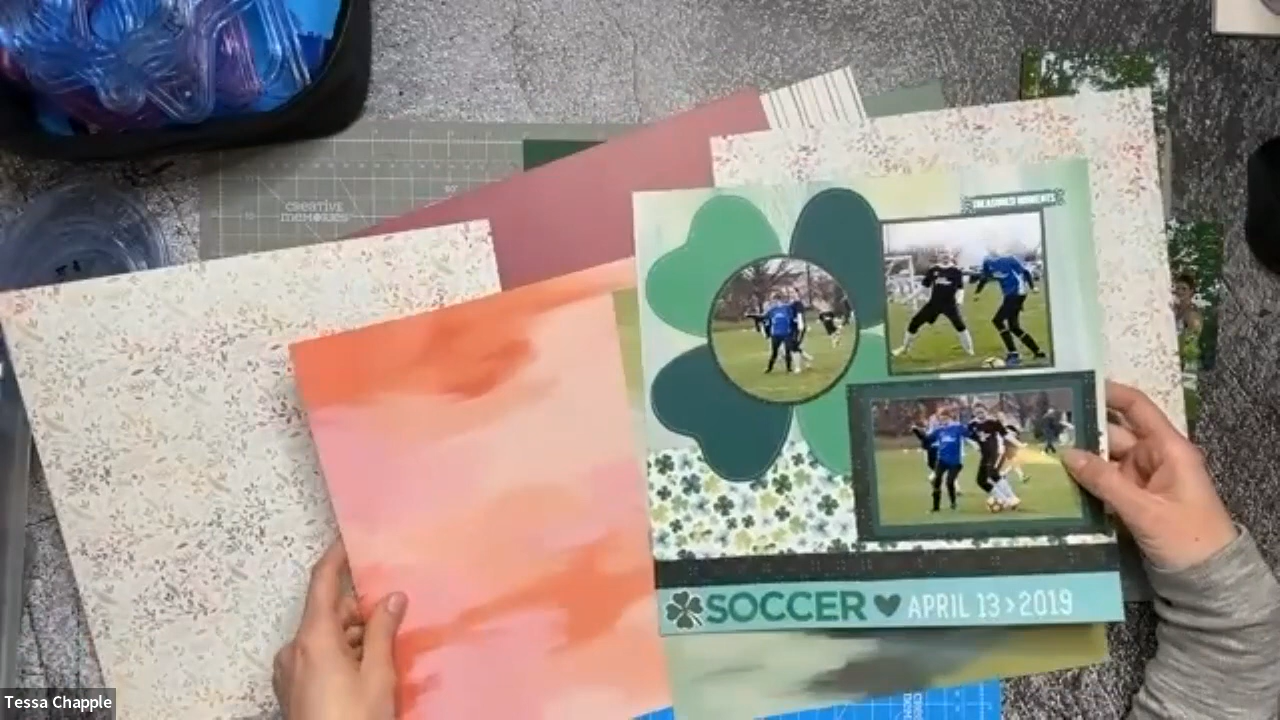 CREATIVE
MEMORIES
TREASURED MOMENTS
SOCCER ♥ APRIL 13>2019
Tessa Chapple